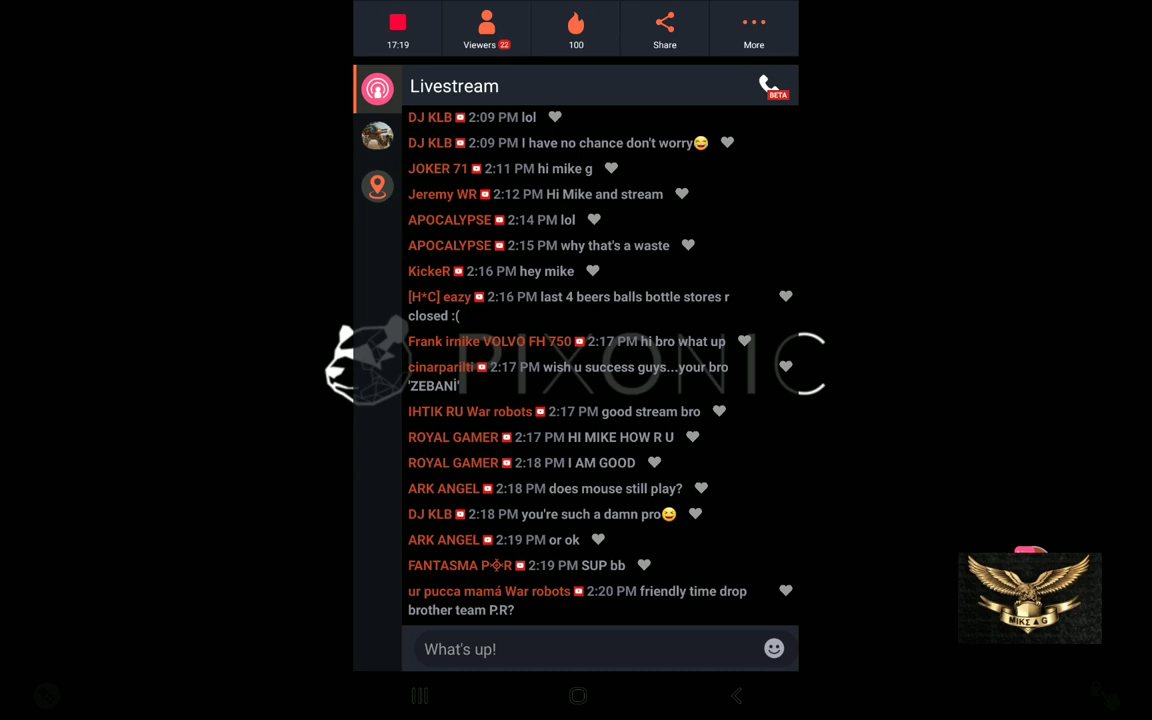 17:19
Viewers 22
100
Share
More
Livestream
BETA
DJ KLB 2:09 PM lol
DJ KLB 2:09 PM I have no chance don't worry😂
JOKER 71 2:11 PM hi mike g
Jeremy WR 2:12 PM Hi Mike and stream
APOCALYPSE 2:14 PM lol
APOCALYPSE 2:15 PM why that's a waste
KickeR 2:16 PM hey mike
[H*C] eazy 2:16 PM last 4 beers balls bottle stores r
closed :(
Frank irnike VOLVO FH 750 2:17 PM hi bro what up
PIXONIC
cinarpariltı 2:17 PM wish u success guys...your bro
'ZEBANİ'
IHTIK RU War robots 2:17 PM good stream bro
ROYAL GAMER 2:17 PM HI MIKE HOW R U
ROYAL GAMER 2:18 PM I AM GOOD
ARK ANGEL 2:18 PM does mouse still play?
DJ KLB 2:18 PM you're such a damn pro😅
ARK ANGEL 2:19 PM or ok
FANTASMA P⌖R 2:19 PM SUP bb
ur pucca mamá War robots 2:20 PM friendly time drop
brother team P.R?
What's up!
MIKE G